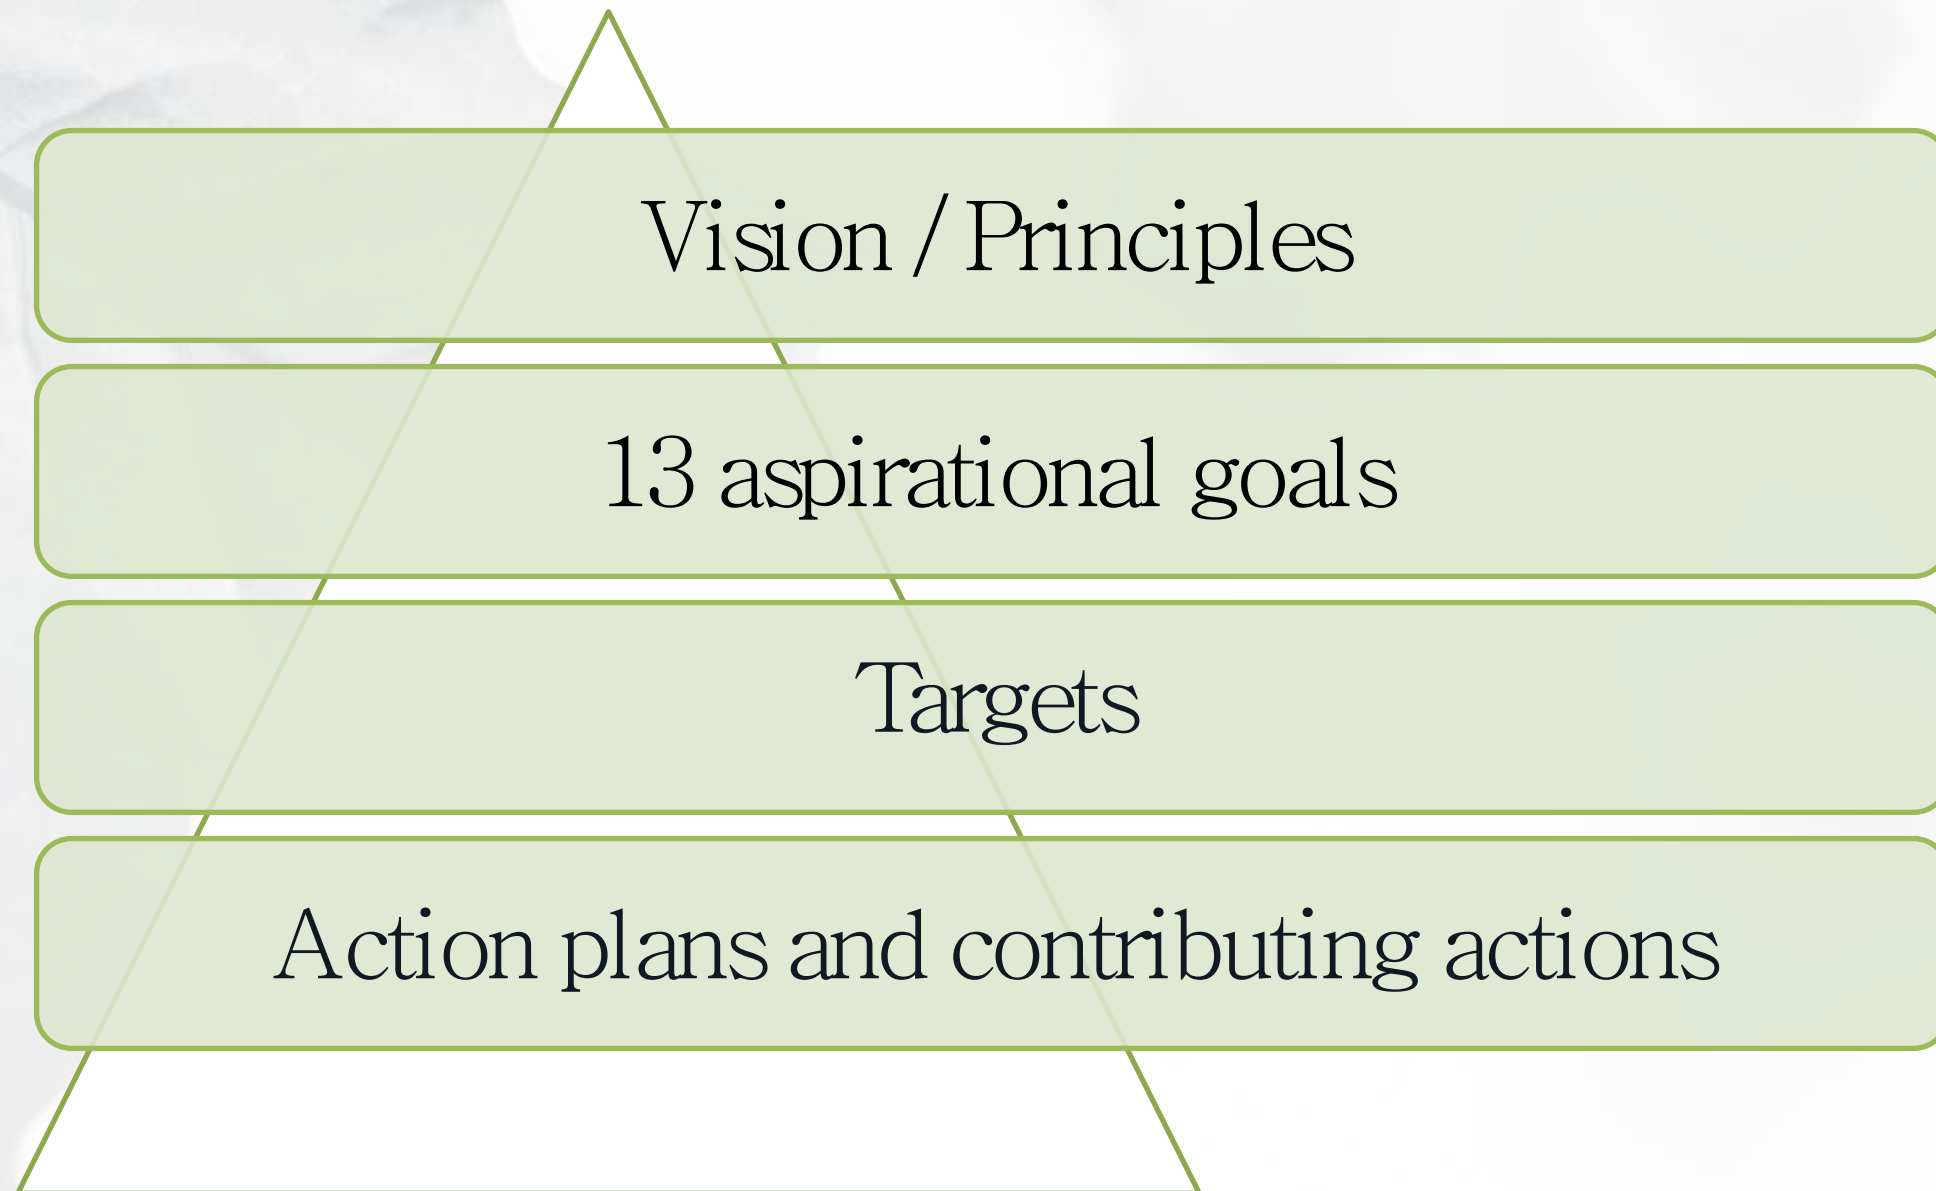 Vision / Principles
13 aspirational goals
Targets
Action plans and contributing actions